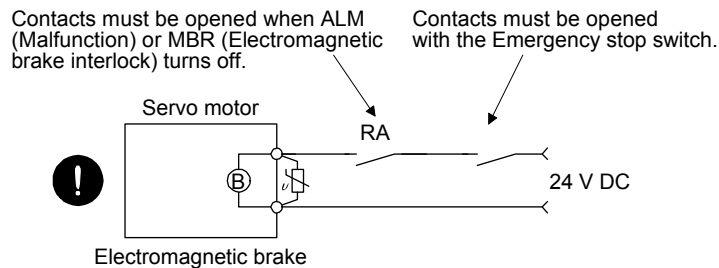 Contacts must be opened when ALM
(Malfunction) or MBR (Electromagnetic
brake interlock) turns off.
Contacts must be opened
with the Emergency stop switch.
Servo motor
RA
B
υ
24 V DC
Electromagnetic brake